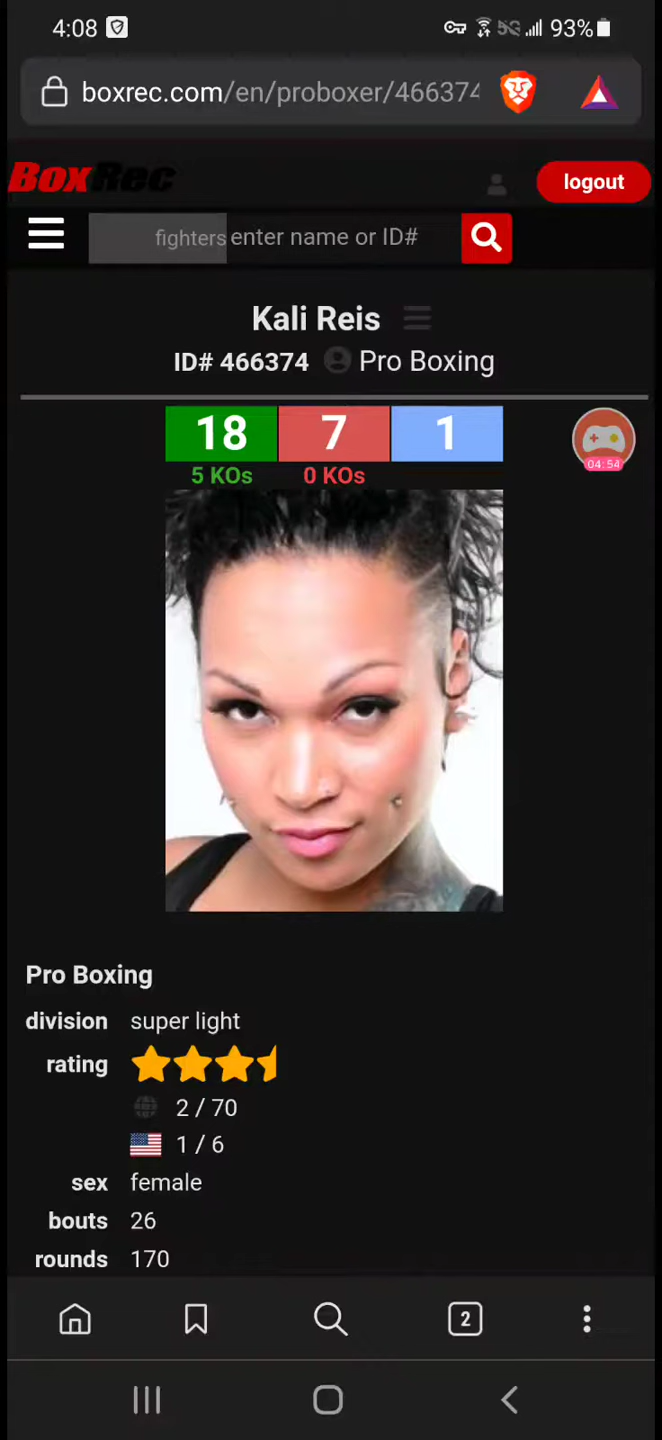 4:08 5G 93%
boxrec.com/en/proboxer/466374
BoxRec logout
fighters enter name or ID#
Kali Reis
ID# 466374 Pro Boxing
18 7 1
5 KOs 0 KOs
04:54
Pro Boxing
division super light
rating
2 / 70
1 / 6
sex female
bouts 26
rounds 170
2